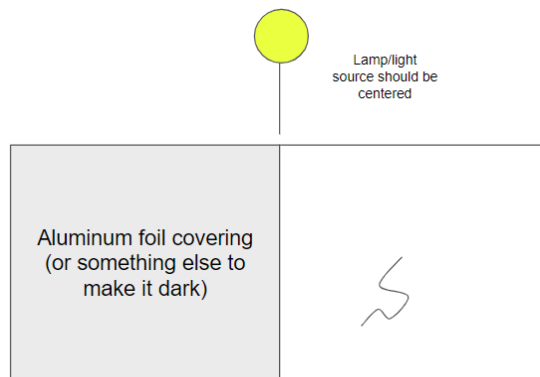 Lamp/light
source should be
centered
Aluminum foil covering
(or something else to
make it dark)